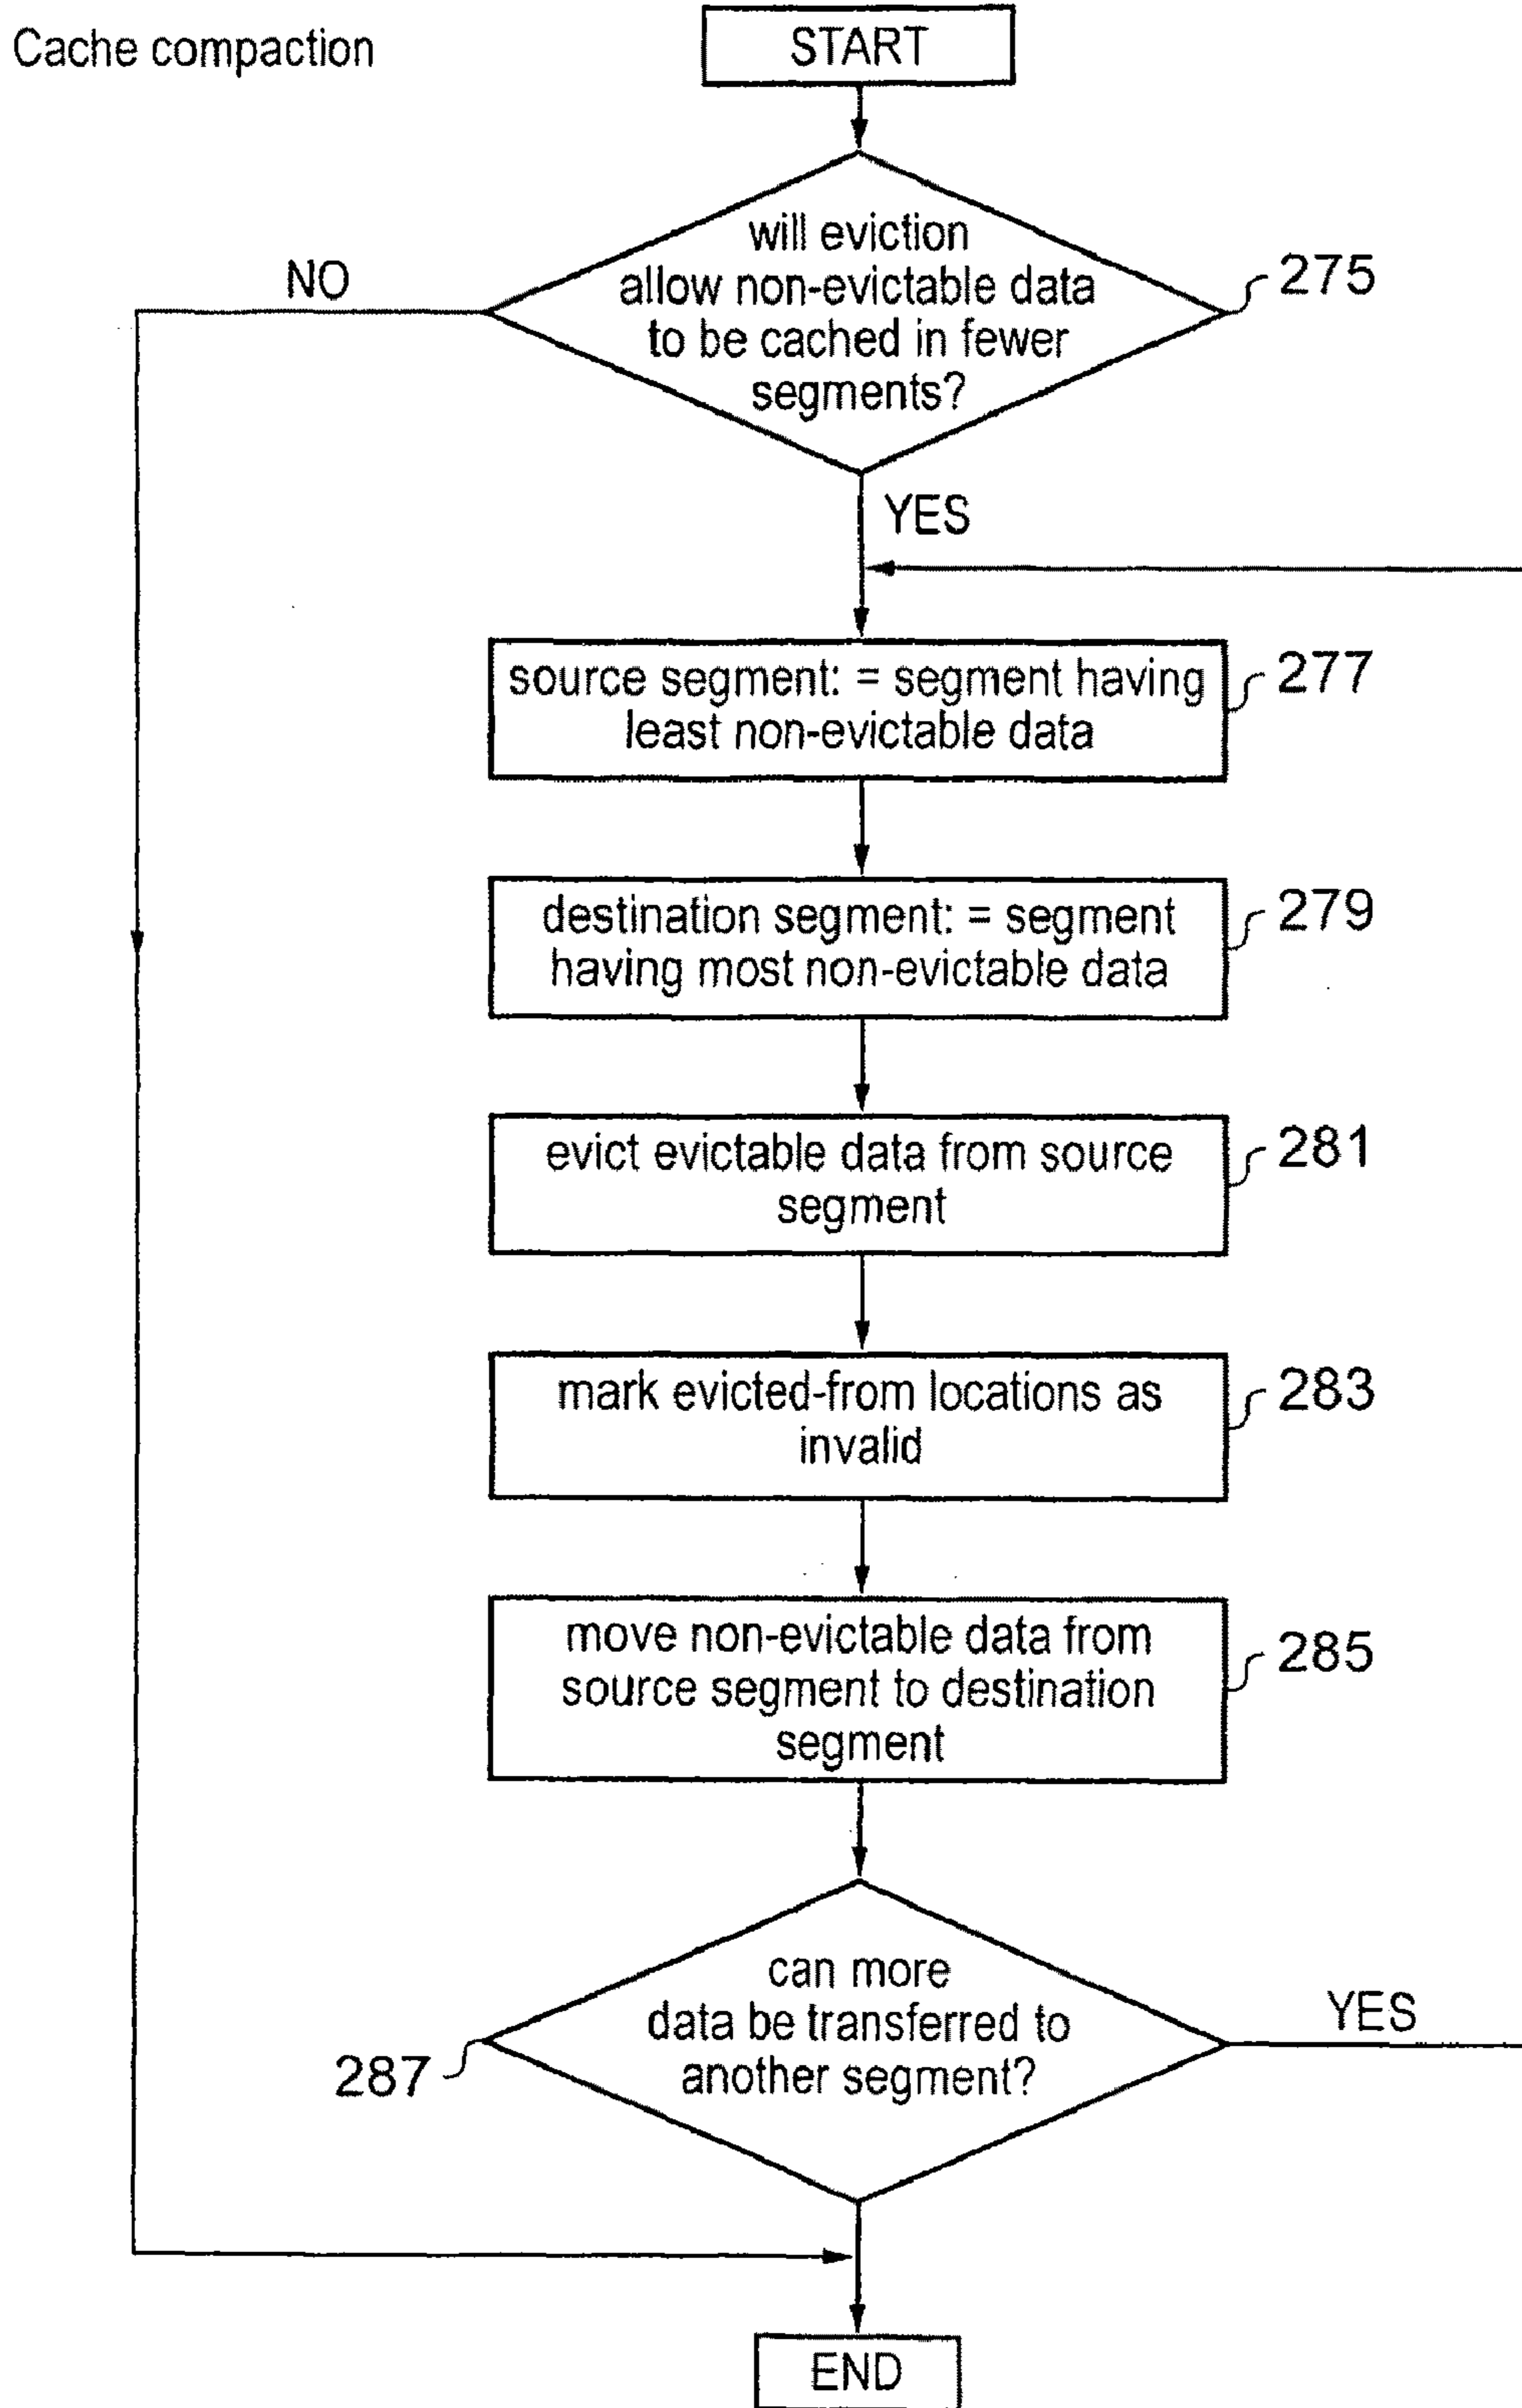 Cache compaction
START
will eviction
allow non-evictable data
to be cached in fewer
segments?
275
NO
YES
source segment: = segment having
least non-evictable data
277
destination segment: = segment
having most non-evictable data
279
evict evictable data from source
segment
281
mark evicted-from locations as
invalid
283
move non-evictable data from
source segment to destination
segment
285
can more
data be transferred to
another segment?
287
YES
END